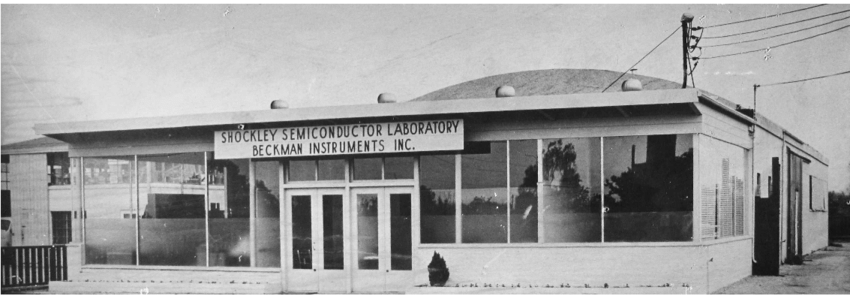 SHOCKLEY SEMICONDUCTOR LABORATORY
BECKMAN INSTRUMENTS INC.